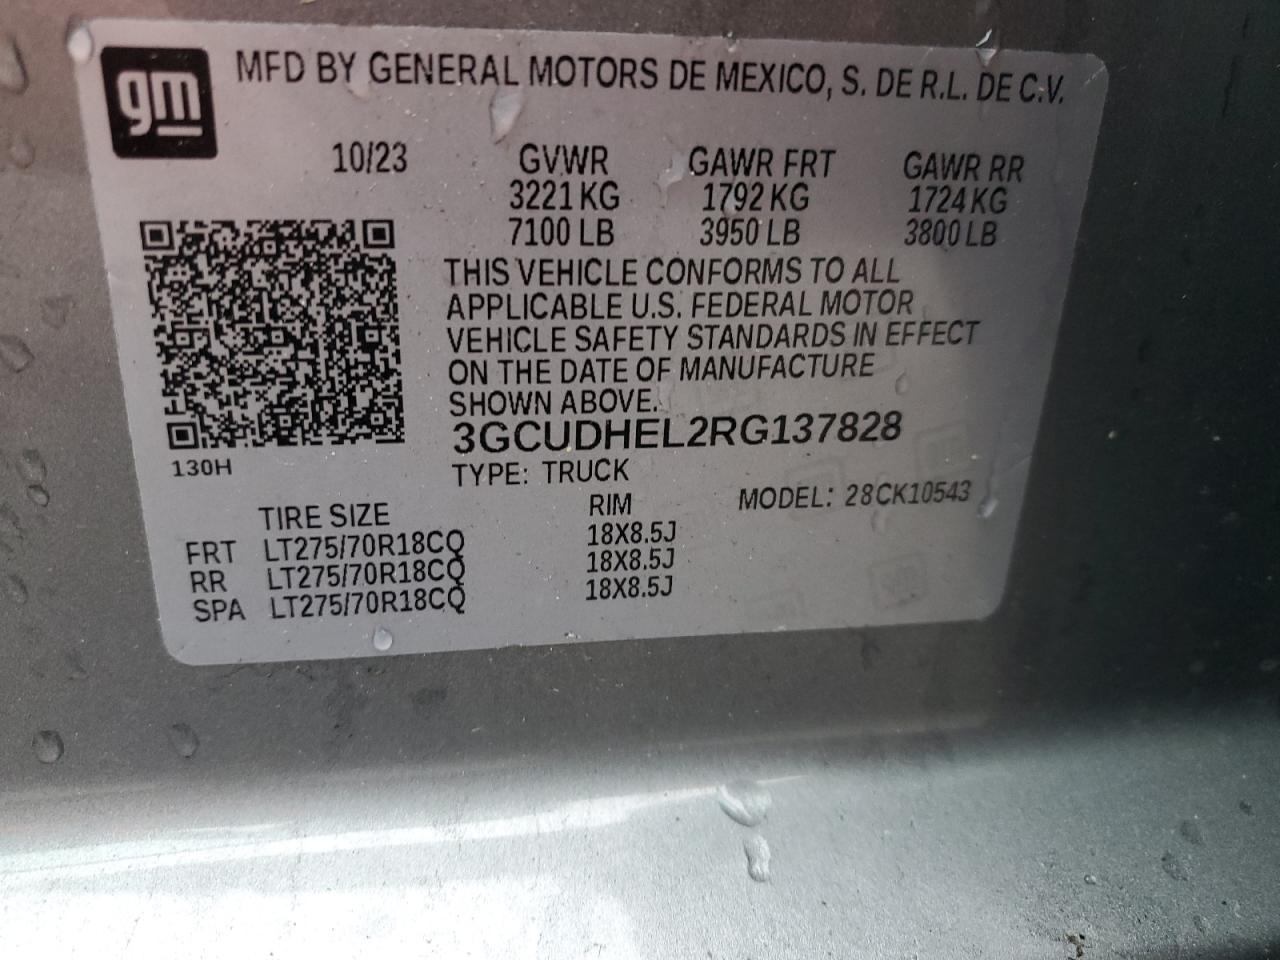 gm
MFD BY GENERAL MOTORS DE MEXICO, S. DE R.L. DE C.V.
10/23 GVWR GAWR FRT GAWR RR
3221 KG 1792 KG 1724 KG
7100 LB 3950 LB 3800 LB
THIS VEHICLE CONFORMS TO ALL
APPLICABLE U.S. FEDERAL MOTOR
VEHICLE SAFETY STANDARDS IN EFFECT
ON THE DATE OF MANUFACTURE
SHOWN ABOVE.
3GCUDHEL2RG137828
130H
TYPE: TRUCK
MODEL: 28CK10543
TIRE SIZE RIM
FRT LT275/70R18CQ 18X8.5J
RR LT275/70R18CQ 18X8.5J
SPA LT275/70R18CQ 18X8.5J